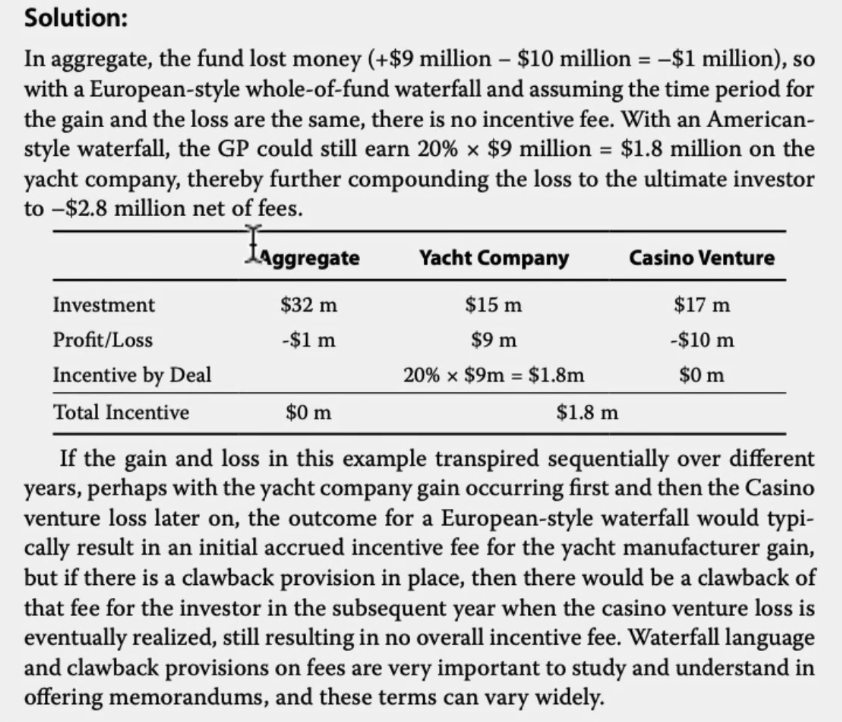 Solution:
In aggregate, the fund lost money (+$9 million – $10 million = –$1 million), so
with a European-style whole-of-fund waterfall and assuming the time period for
the gain and the loss are the same, there is no incentive fee. With an American-
style waterfall, the GP could still earn 20% × $9 million = $1.8 million on the
yacht company, thereby further compounding the loss to the ultimate investor
to –$2.8 million net of fees.
Aggregate Yacht Company Casino Venture
Investment $32 m $15 m $17 m
Profit/Loss -$1 m $9 m -$10 m
Incentive by Deal 20% × $9m = $1.8m $0 m
Total Incentive $0 m $1.8 m
If the gain and loss in this example transpired sequentially over different
years, perhaps with the yacht company gain occurring first and then the Casino
venture loss later on, the outcome for a European-style waterfall would typi-
cally result in an initial accrued incentive fee for the yacht manufacturer gain,
but if there is a clawback provision in place, then there would be a clawback of
that fee for the investor in the subsequent year when the casino venture loss is
eventually realized, still resulting in no overall incentive fee. Waterfall language
and clawback provisions on fees are very important to study and understand in
offering memorandums, and these terms can vary widely.